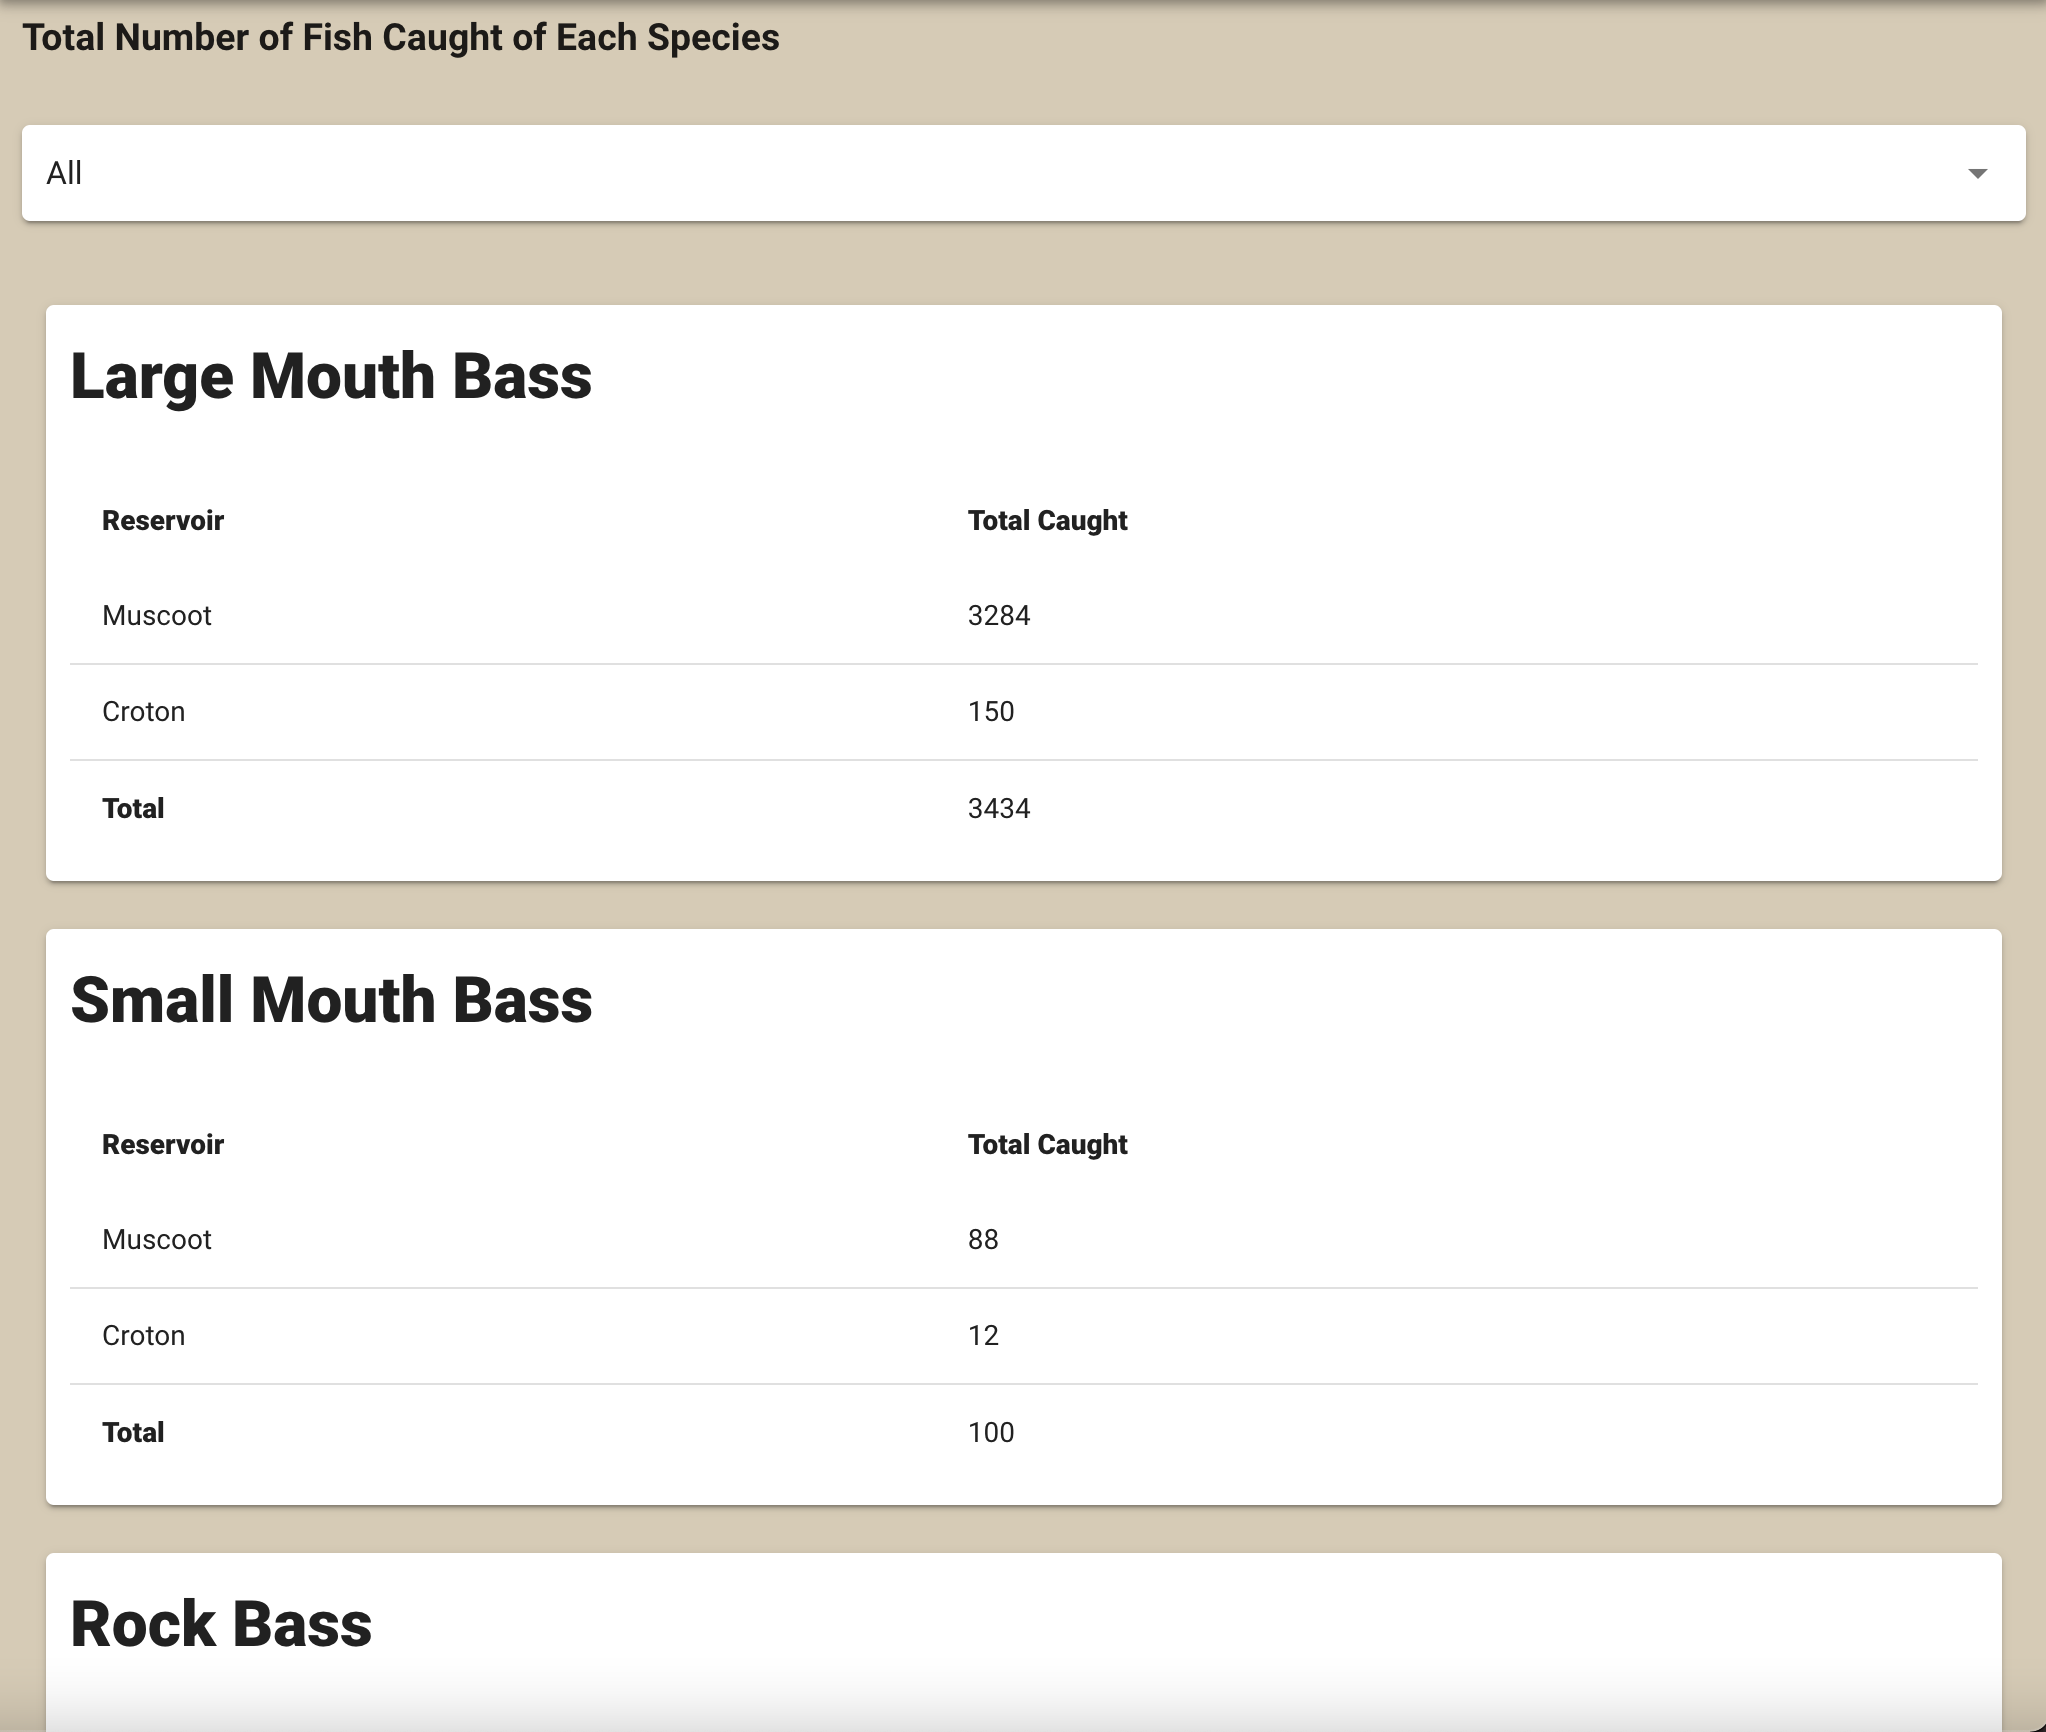 Total Number of Fish Caught of Each Species
All
Large Mouth Bass
Reservoir Total Caught
Muscoot 3284
Croton 150
Total 3434
Small Mouth Bass
Reservoir Total Caught
Muscoot 88
Croton 12
Total 100
Rock Bass